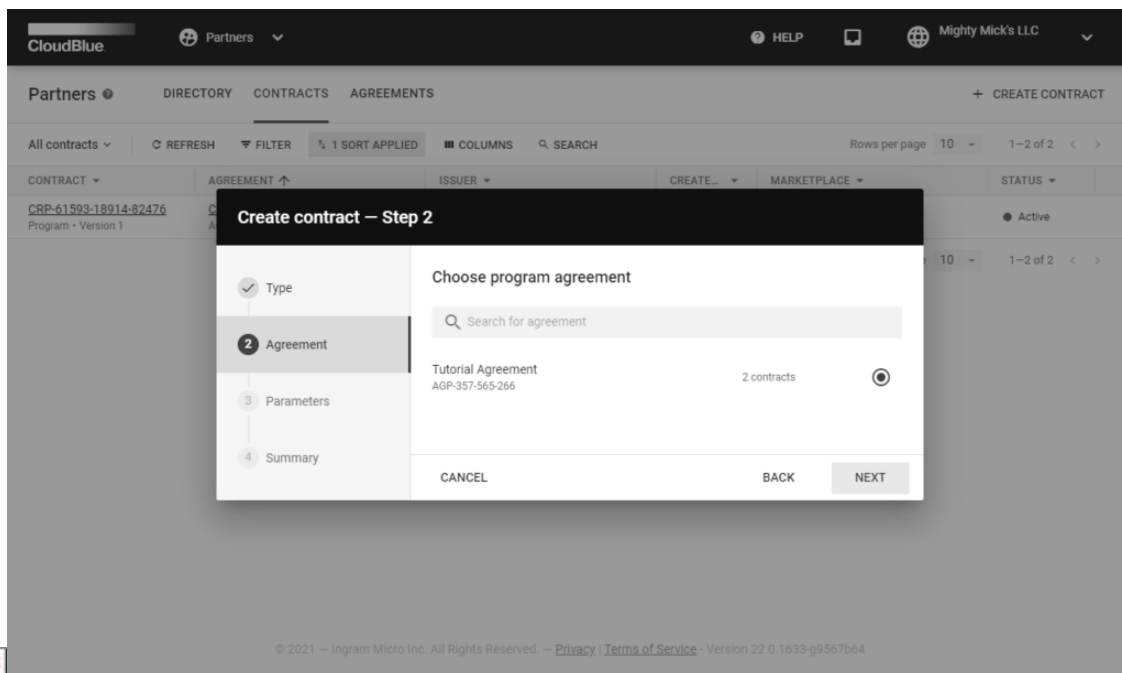 CloudBlue.
Partners
HELP
Mighty Mick's LLC
Partners
DIRECTORY
CONTRACTS
AGREEMENTS
+ CREATE CONTRACT
All contracts
REFRESH
FILTER
1 SORT APPLIED
COLUMNS
SEARCH
Rows per page 10
1–2 of 2
CONTRACT
AGREEMENT
ISSUER
CREATE...
MARKETPLACE
STATUS
CRP-61593-18914-82476
Program • Version 1
Active
10
1–2 of 2
Create contract — Step 2
Type
2 Agreement
3 Parameters
4 Summary
Choose program agreement
Search for agreement
Tutorial Agreement
AGP-357-565-266
2 contracts
CANCEL
BACK
NEXT
© 2021 — Ingram Micro Inc. All Rights Reserved. — Privacy | Terms of Service - Version 22.0.1633-g9567b64